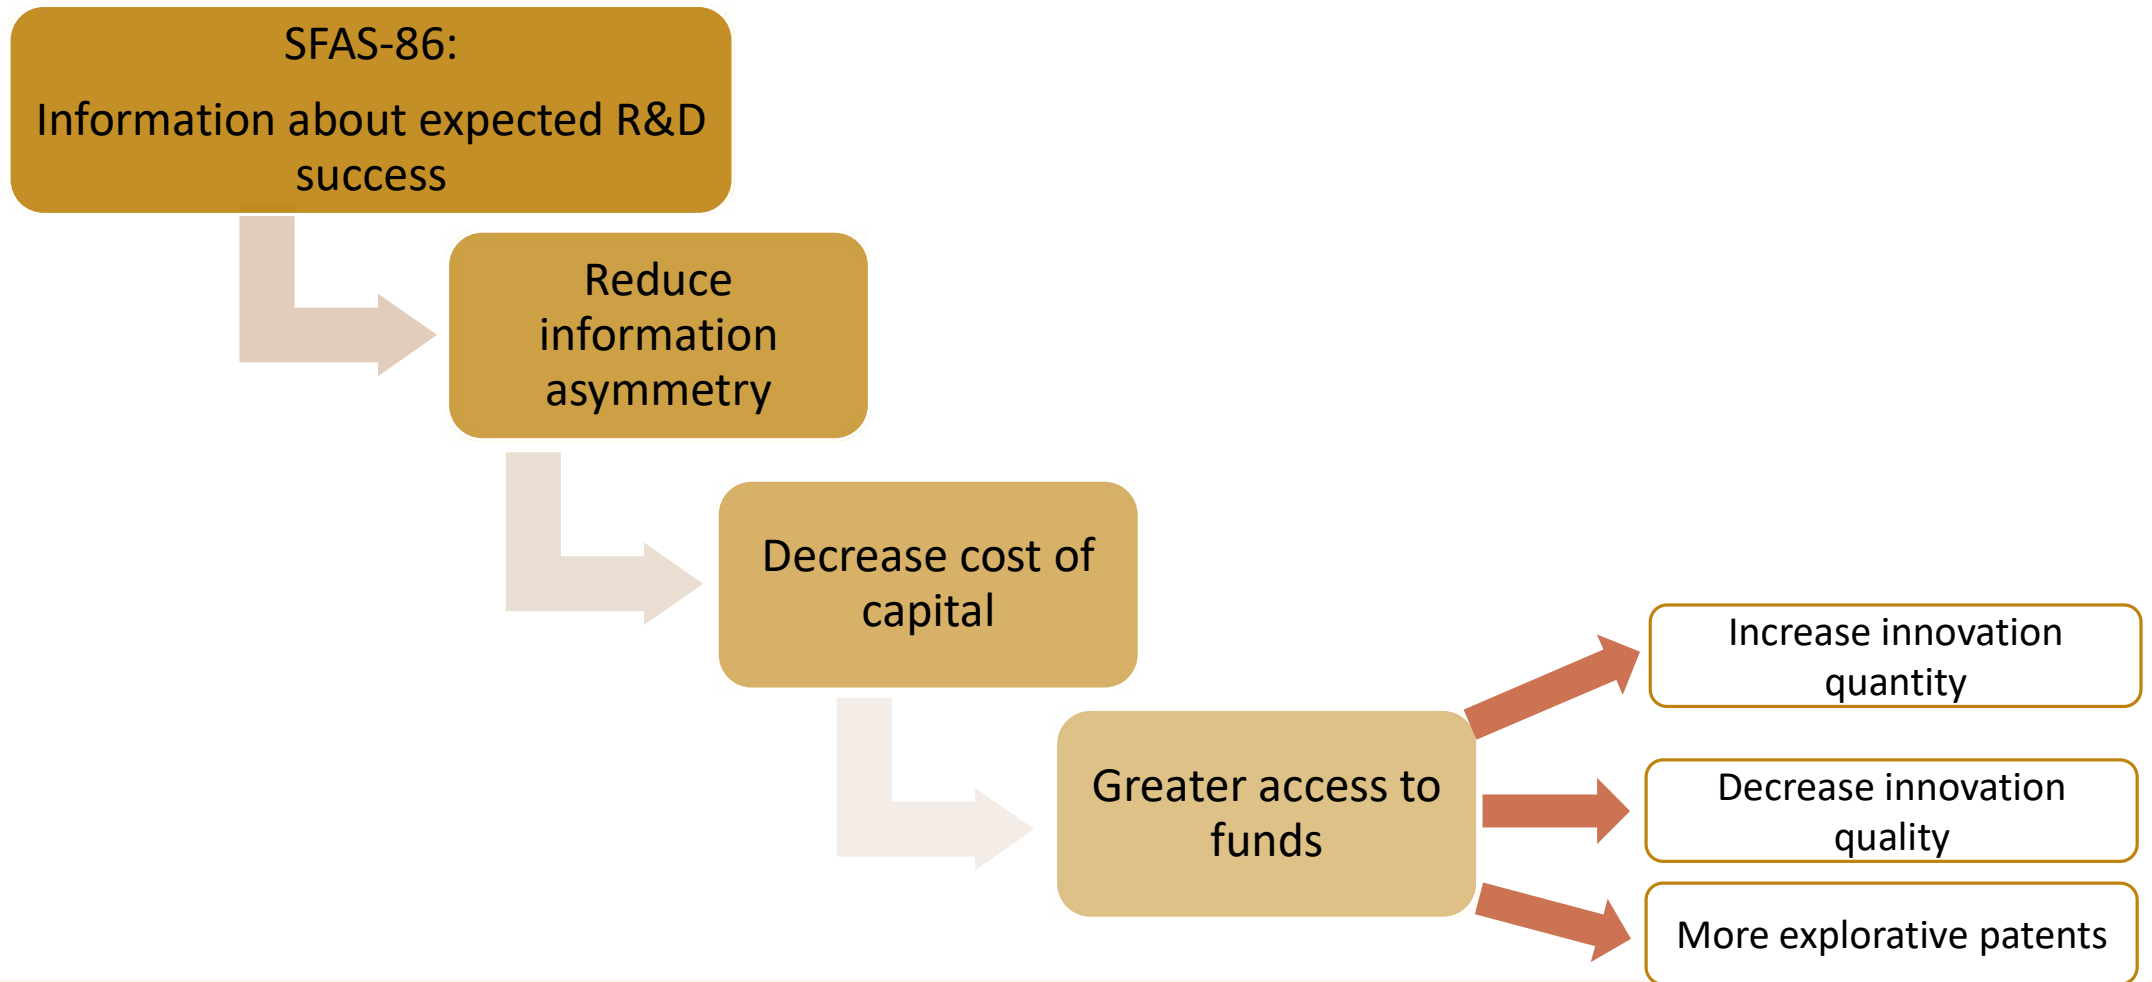 SFAS-86:
Information about expected R&D
success
Reduce
information
asymmetry
Decrease cost of
capital
Greater access to
funds
Increase innovation
quantity
Decrease innovation
quality
More explorative patents